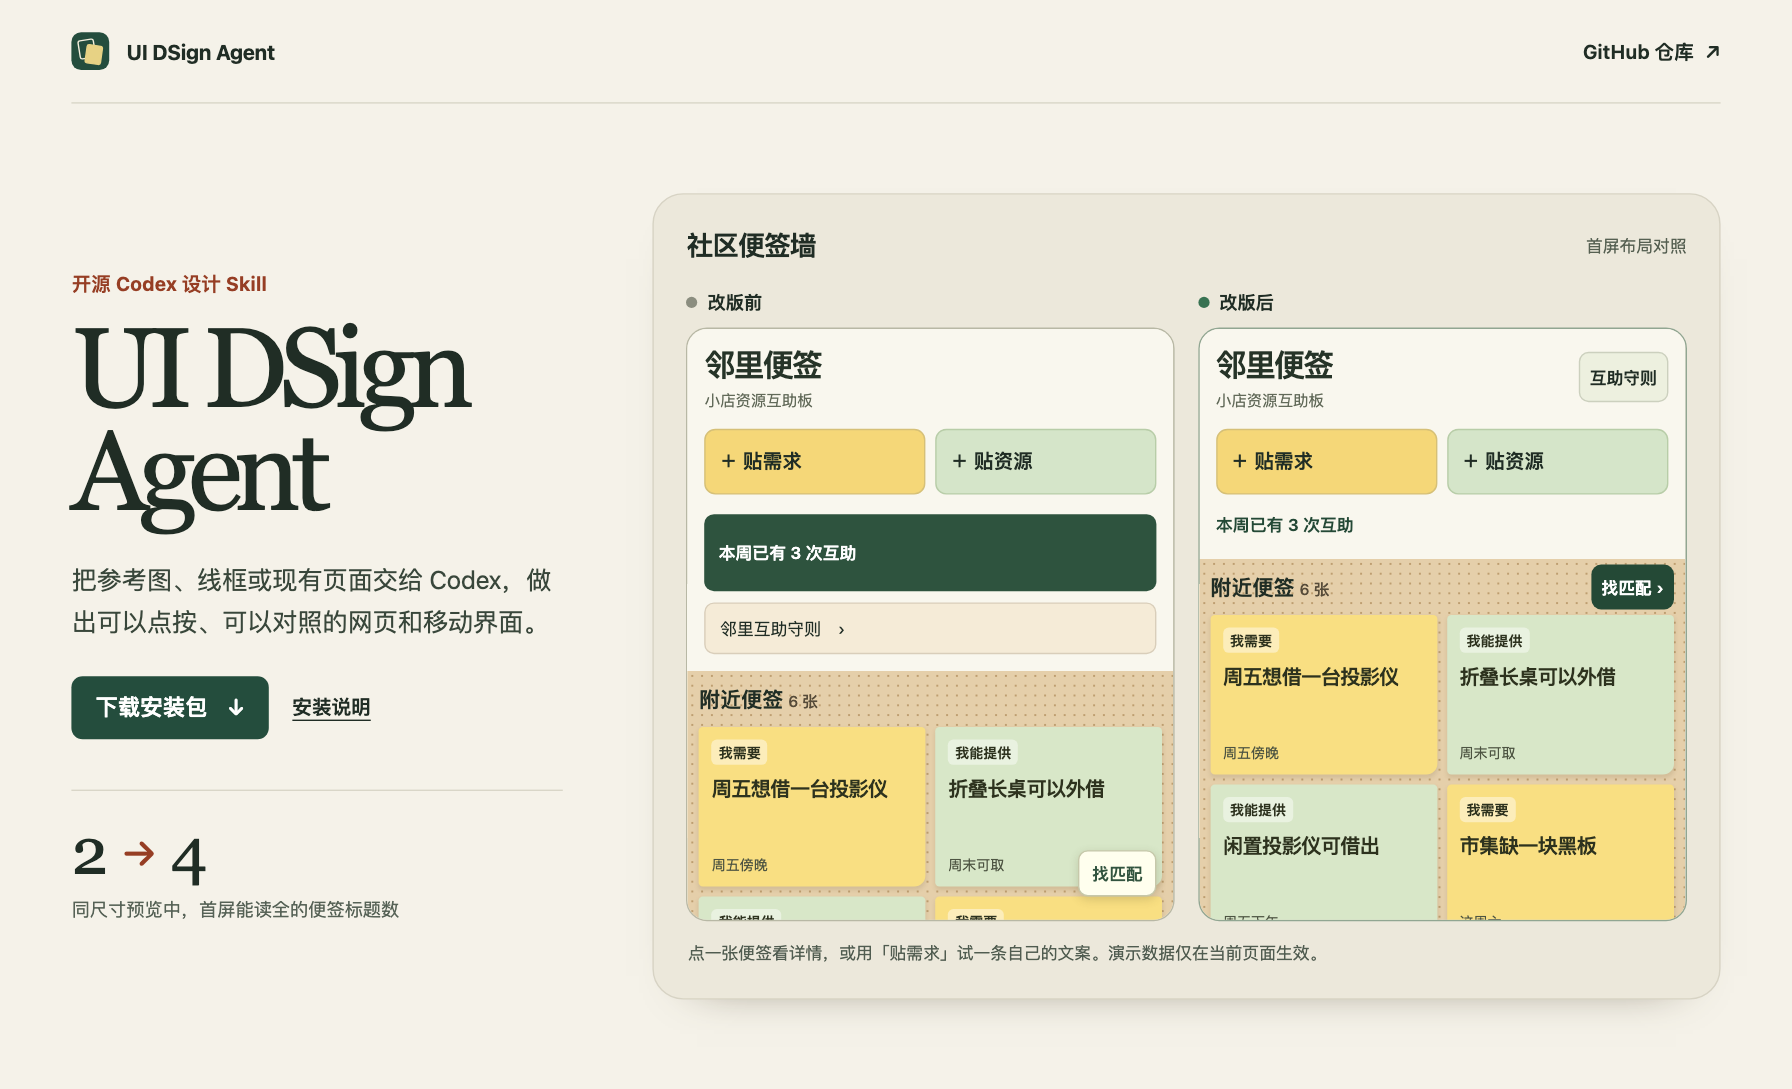 UI DSign Agent
GitHub 仓库 ↗
开源 Codex 设计 Skill
UI DSign
Agent
把参考图、线框或现有页面交给 Codex，做
出可以点按、可以对照的网页和移动界面。
下载安装包 ↓
安装说明
2 → 4
同尺寸预览中，首屏能读全的便签标题数
社区便签墙
首屏布局对照
改版前
邻里便签
小店资源互助板
+ 贴需求
+ 贴资源
本周已有 3 次互助
邻里互助守则 ›
附近便签 6 张
我需要
周五想借一台投影仪
周五傍晚
我能提供
折叠长桌可以外借
周末可取
找匹配
我能提供
我需要
改版后
邻里便签
小店资源互助板
互助守则
+ 贴需求
+ 贴资源
本周已有 3 次互助
附近便签 6 张
找匹配 ›
我需要
周五想借一台投影仪
周五傍晚
我能提供
折叠长桌可以外借
周末可取
我能提供
闲置投影仪可借出
我需要
市集缺一块黑板
点一张便签看详情，或用「贴需求」试一条自己的文案。演示数据仅在当前页面生效。